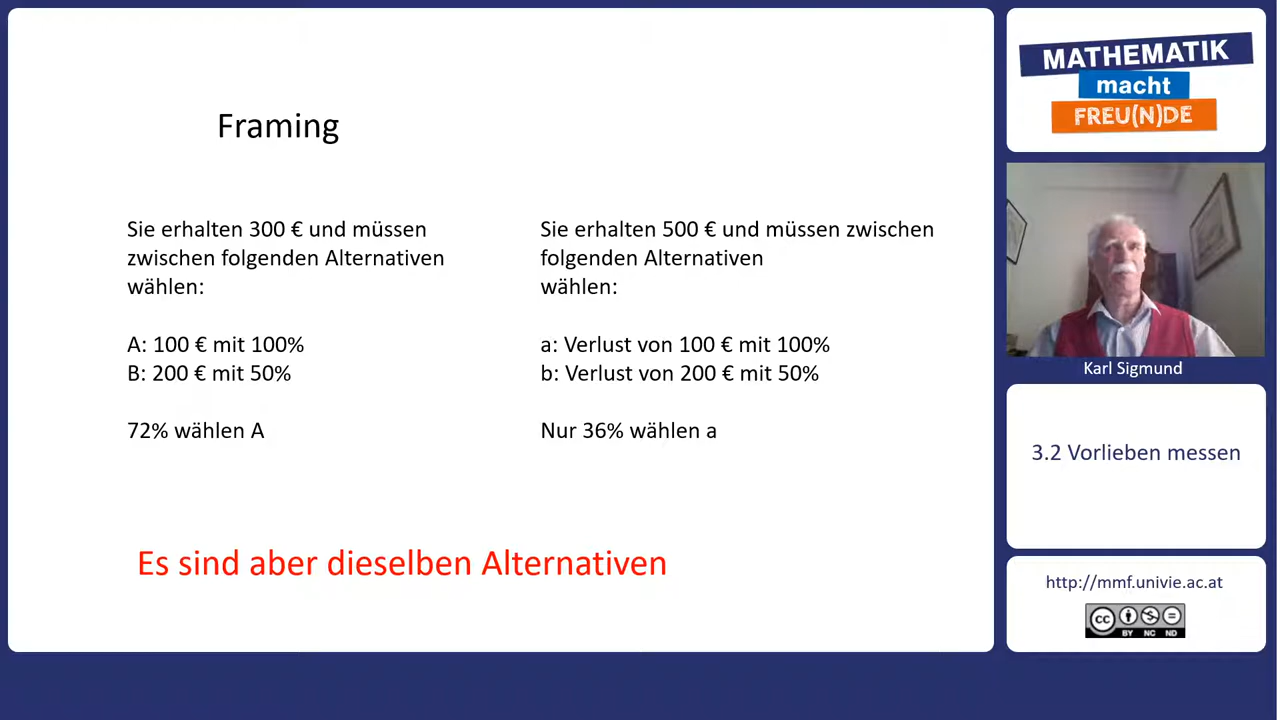 Framing
Sie erhalten 300 € und müssen
zwischen folgenden Alternativen
wählen:
A: 100 € mit 100%
B: 200 € mit 50%
72% wählen A
Sie erhalten 500 € und müssen zwischen
folgenden Alternativen
wählen:
a: Verlust von 100 € mit 100%
b: Verlust von 200 € mit 50%
Nur 36% wählen a
Es sind aber dieselben Alternativen
MATHEMATIK
macht
FREU(N)DE
Karl Sigmund
3.2 Vorlieben messen
http://mmf.univie.ac.at
CC
BY NC ND